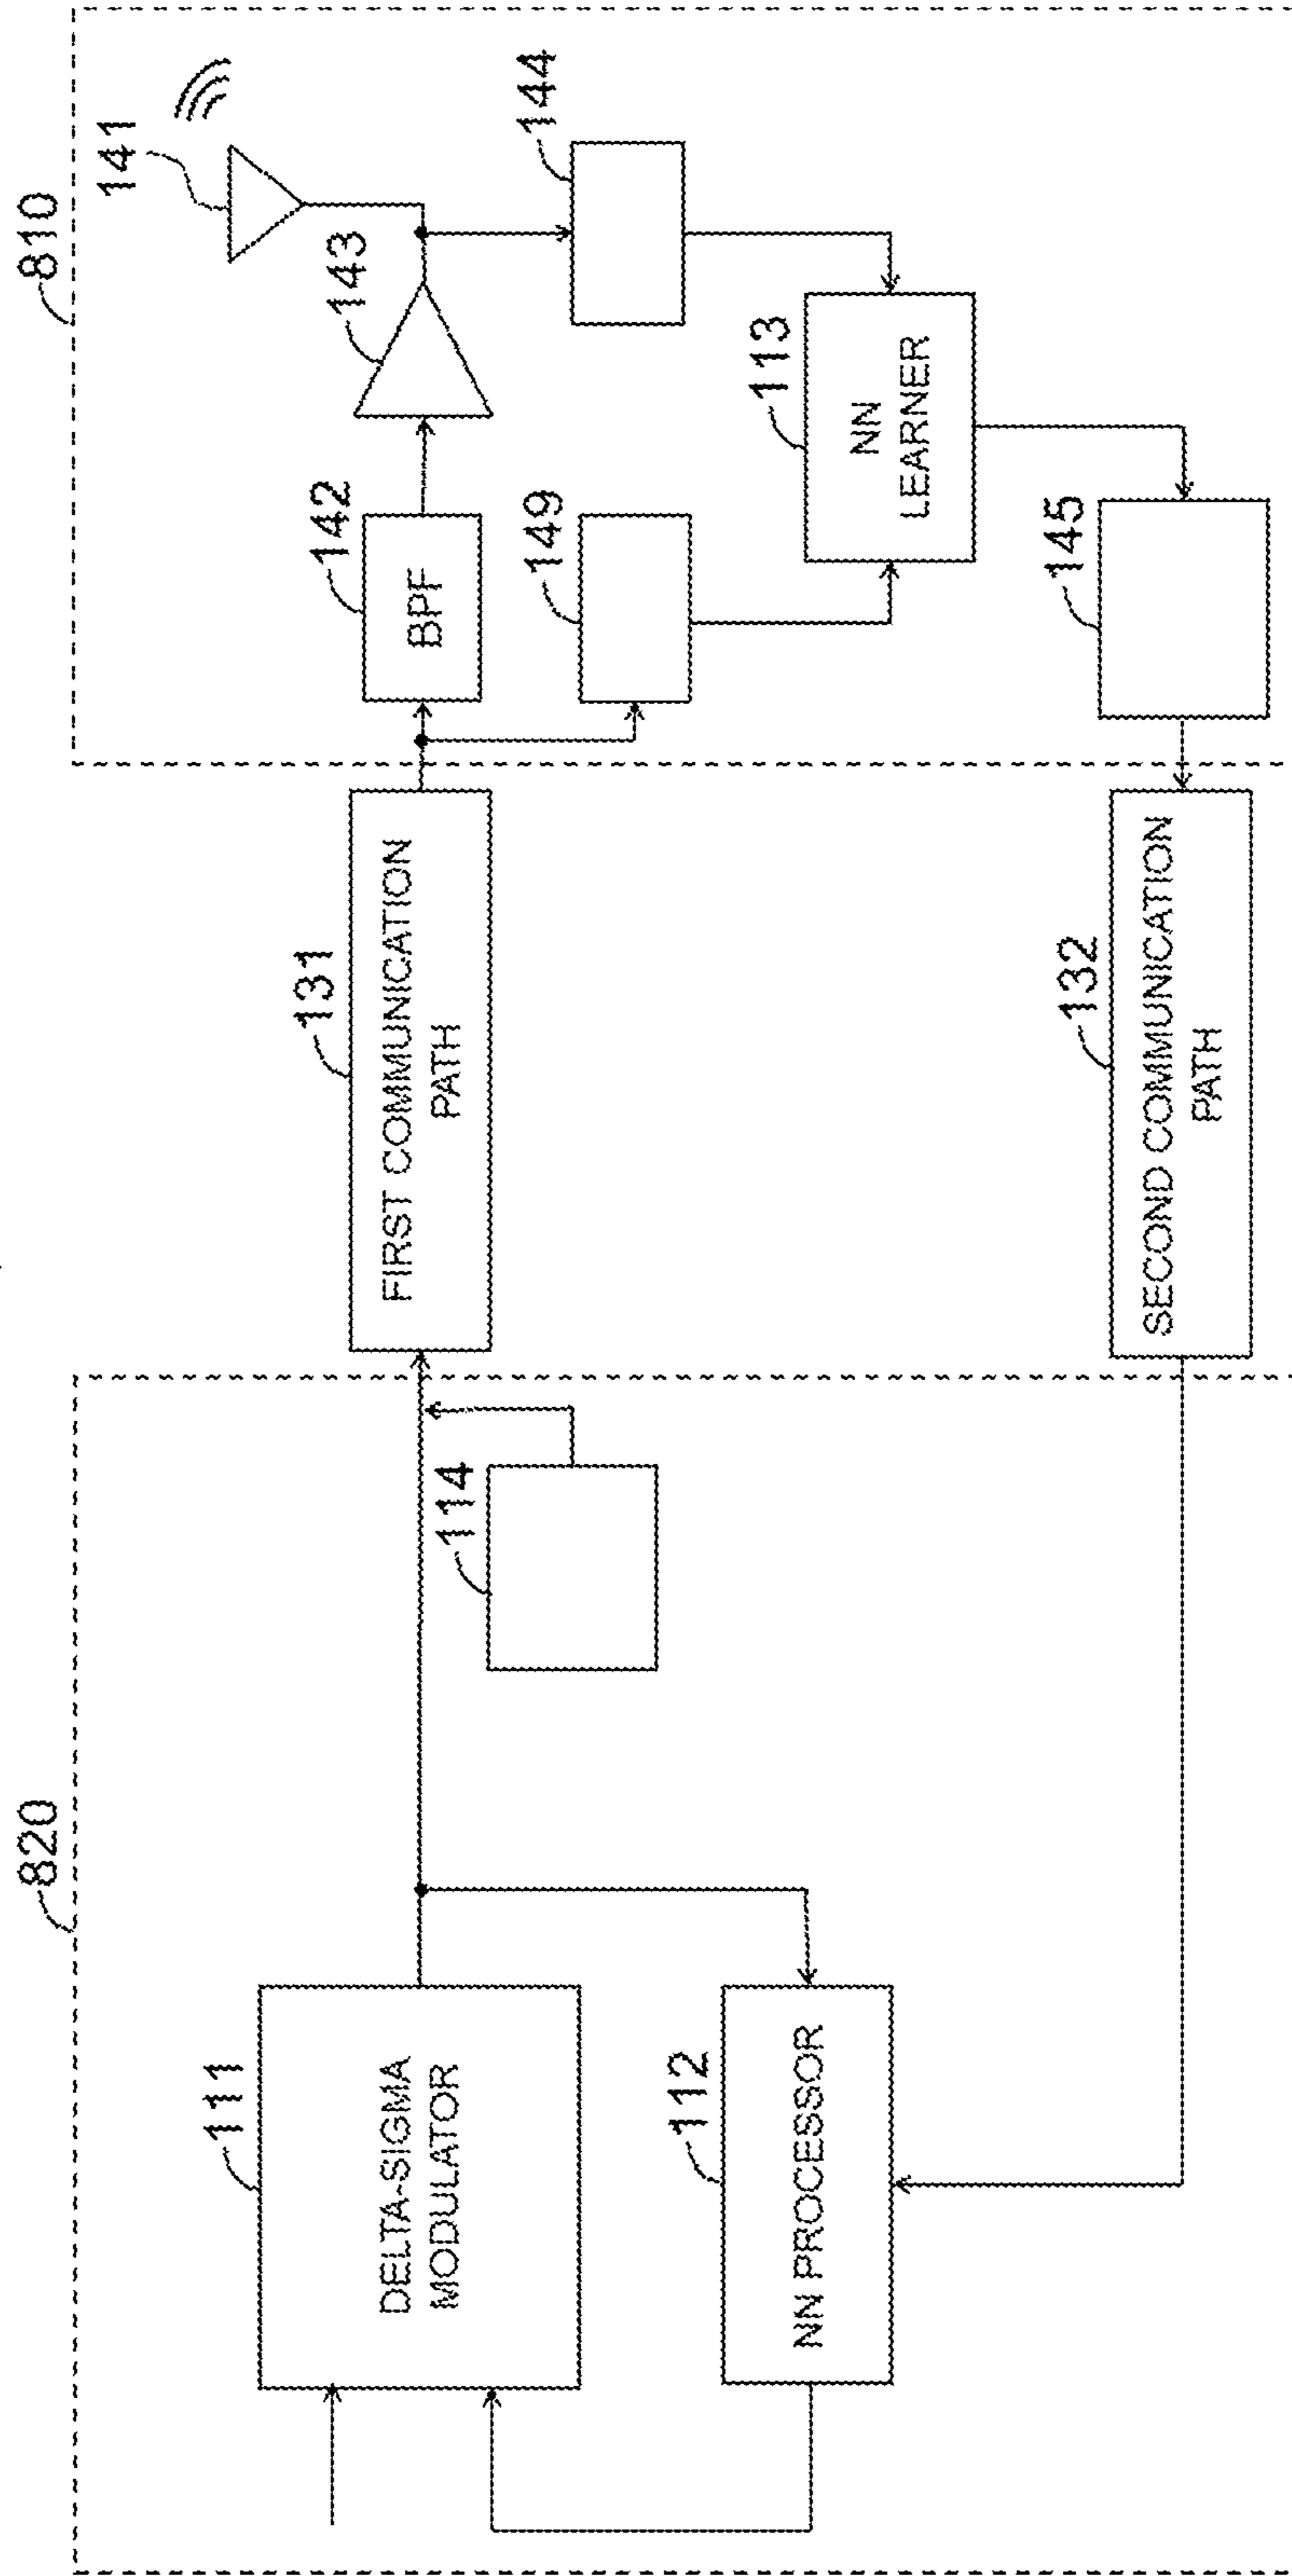 820
810
111
DELTA-SIGMA
MODULATOR
112
NN PROCESSOR
114
131
FIRST COMMUNICATION
PATH
132
SECOND COMMUNICATION
PATH
142
BPF
143
141
149
144
113
NN
LEARNER
145